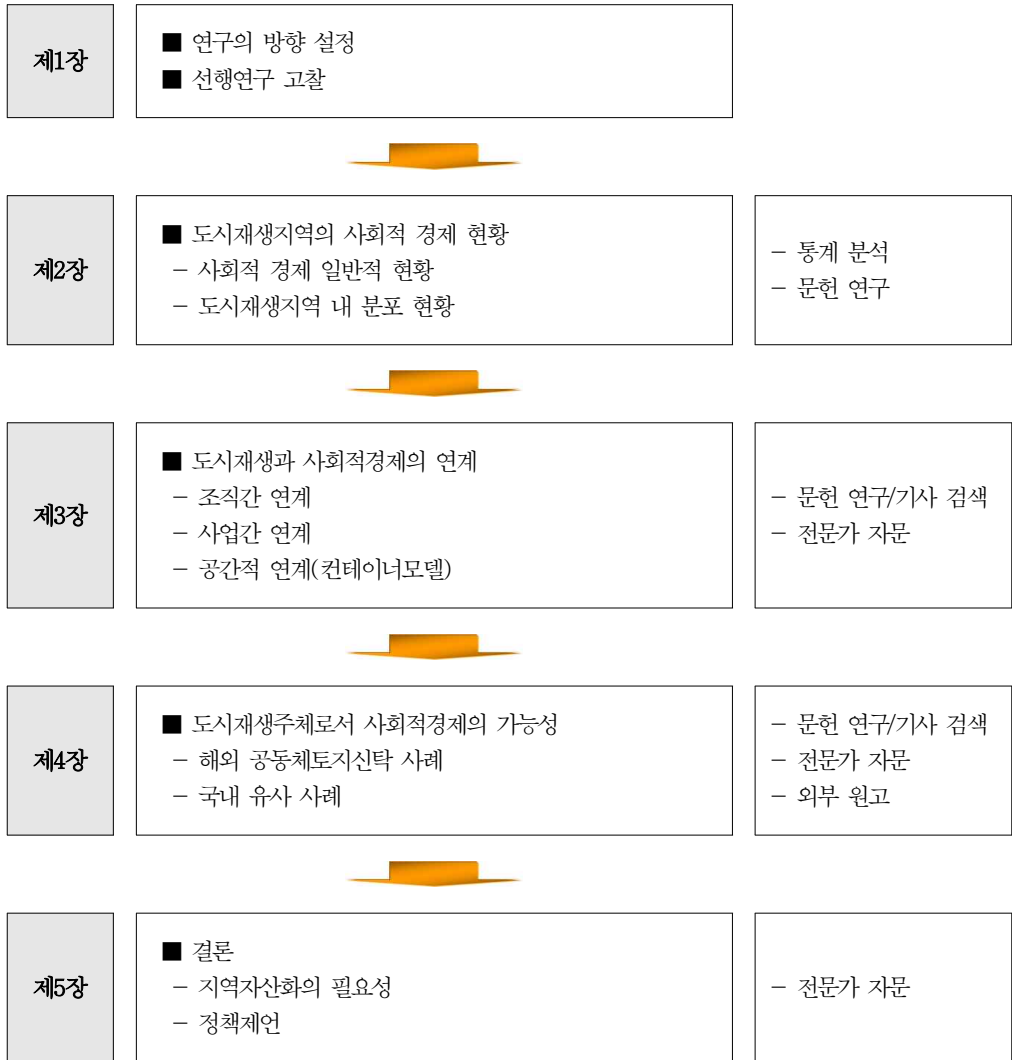 제1장
■ 연구의 방향 설정
■ 선행연구 고찰
제2장
■ 도시재생지역의 사회적 경제 현황
- 사회적 경제 일반적 현황
- 도시재생지역 내 분포 현황
- 통계 분석
- 문헌 연구
제3장
■ 도시재생과 사회적경제의 연계
- 조직간 연계
- 사업간 연계
- 공간적 연계(컨테이너모델)
- 문헌 연구/기사 검색
- 전문가 자문
제4장
■ 도시재생주체로서 사회적경제의 가능성
- 해외 공동체토지신탁 사례
- 국내 유사 사례
- 문헌 연구/기사 검색
- 전문가 자문
- 외부 원고
제5장
■ 결론
- 지역자산화의 필요성
- 정책제언
- 전문가 자문